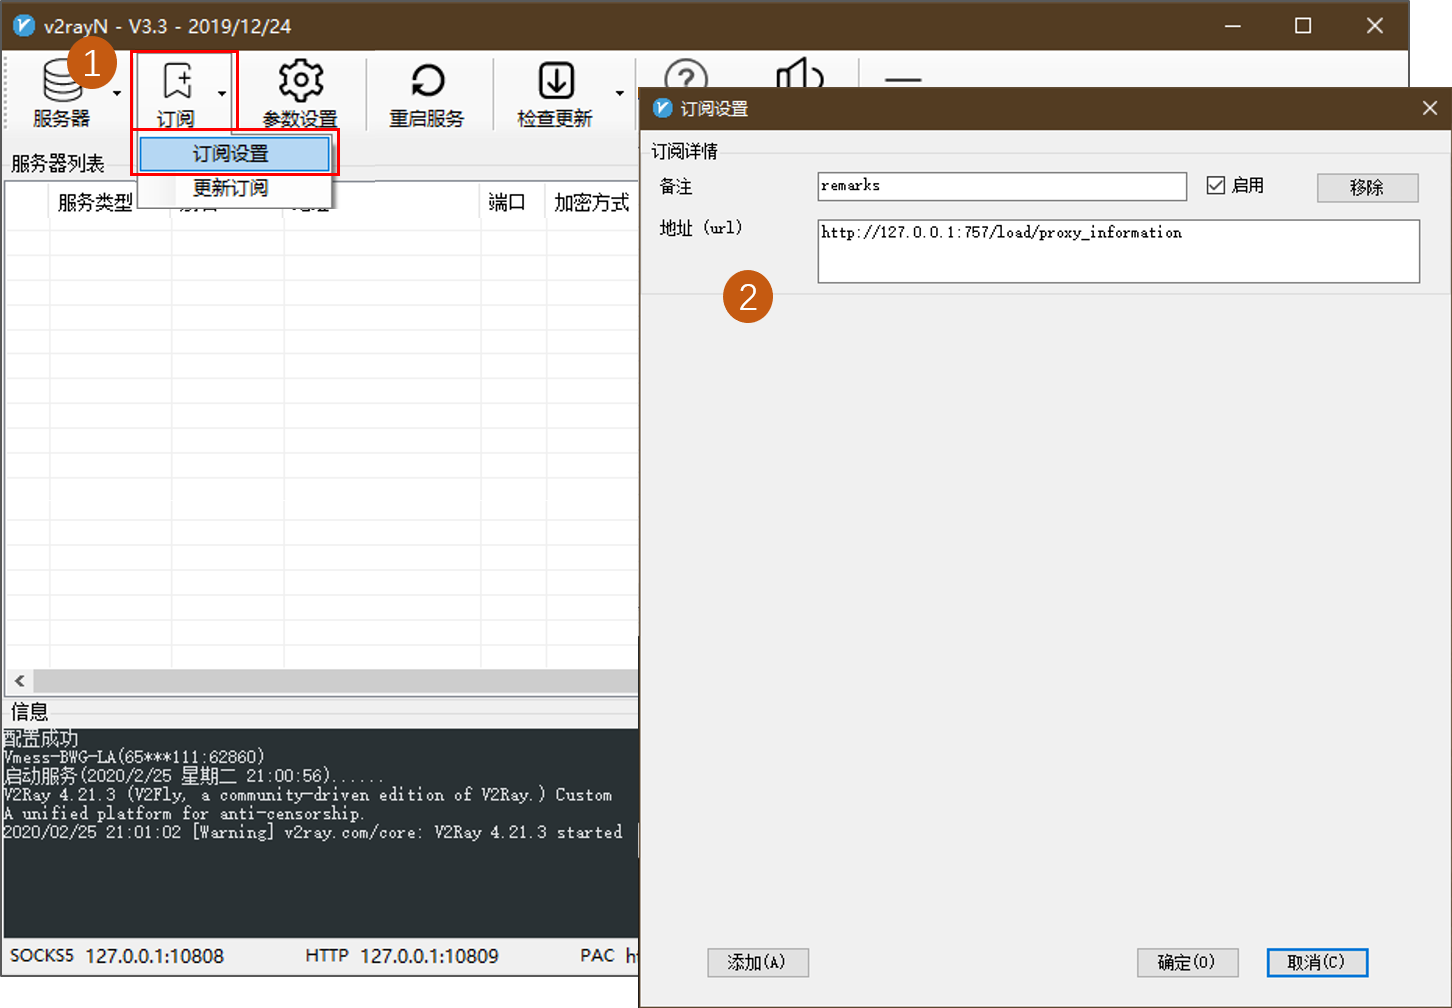 v2rayN - V3.3 - 2019/12/24
1
服务器
订阅
参数设置
重启服务
检查更新
订阅设置
更新订阅
服务器列表
服务类型
端口
加密方式
信息
配置成功
Vmess-BWG-LA(65***111:62860)
启动服务(2020/2/25 星期二 21:00:56)......
V2Ray 4.21.3 (V2Fly, a community-driven edition of V2Ray.) Custom
A unified platform for anti-censorship.
2020/02/25 21:01:02 [Warning] v2ray.com/core: V2Ray 4.21.3 started
SOCKS5 127.0.0.1:10808
HTTP 127.0.0.1:10809
PAC
订阅设置
订阅详情
备注
remarks
启用
移除
地址 (url)
http://127.0.0.1:757/load/proxy_information
2
添加(A)
确定(O)
取消(C)